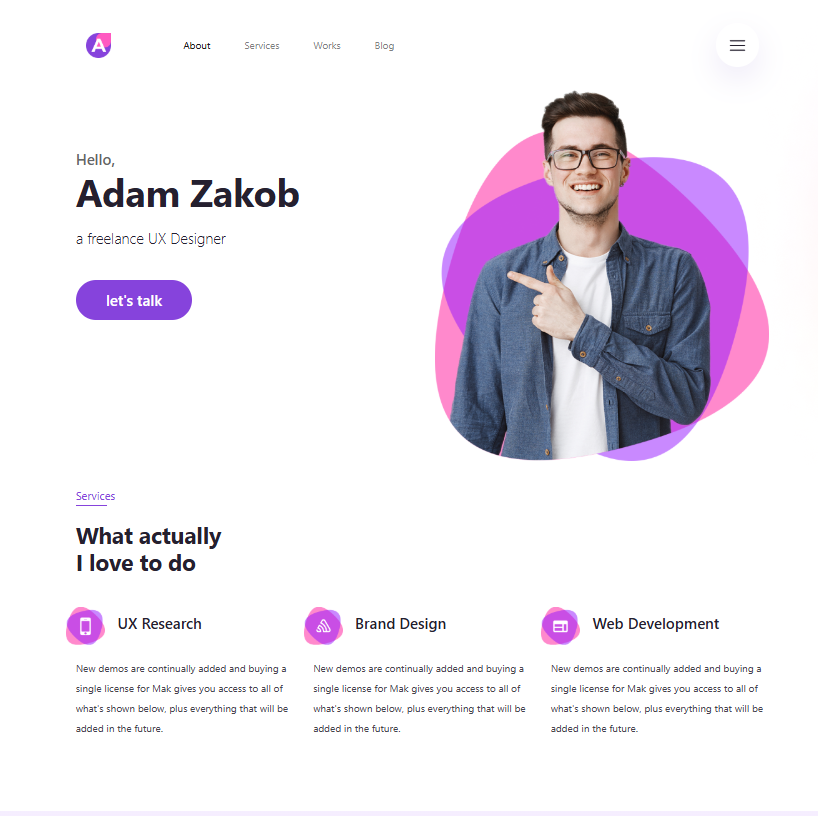 A
About Services Works Blog
Hello,
Adam Zakob
a freelance UX Designer
let's talk
Services
What actually
I love to do
UX Research
New demos are continually added and buying a
single license for Mak gives you access to all of
what's shown below, plus everything that will be
added in the future.
Brand Design
New demos are continually added and buying a
single license for Mak gives you access to all of
what's shown below, plus everything that will be
added in the future.
Web Development
New demos are continually added and buying a
single license for Mak gives you access to all of
what's shown below, plus everything that will be
added in the future.